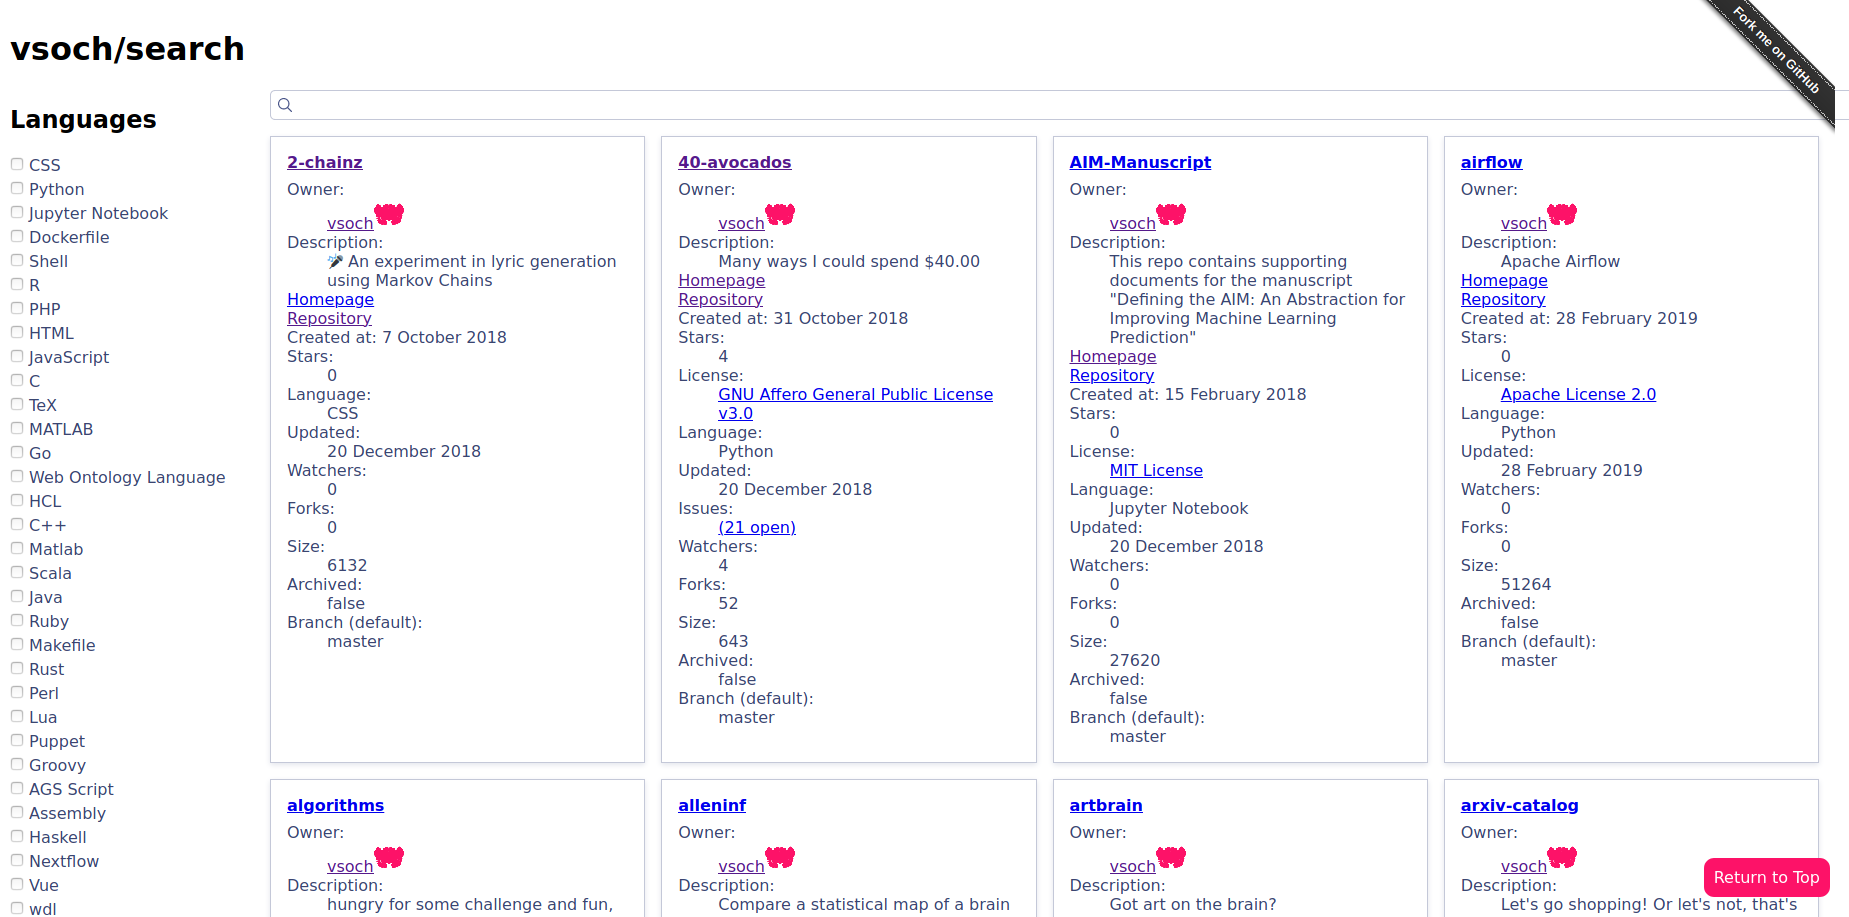 vsoch/search
Fork me on GitHub
Languages
CSS
Python
Jupyter Notebook
Dockerfile
Shell
R
PHP
HTML
JavaScript
C
TeX
MATLAB
Go
Web Ontology Language
HCL
C++
Matlab
Scala
Java
Ruby
Makefile
Rust
Perl
Lua
Puppet
Groovy
AGS Script
Assembly
Haskell
Nextflow
Vue
wdl
2-chainz
Owner:
vsoch
Description:
An experiment in lyric generation
using Markov Chains
Homepage
Repository
Created at: 7 October 2018
Stars:
0
Language:
CSS
Updated:
20 December 2018
Watchers:
0
Forks:
0
Size:
6132
Archived:
false
Branch (default):
master
40-avocados
Owner:
vsoch
Description:
Many ways I could spend $40.00
Homepage
Repository
Created at: 31 October 2018
Stars:
4
License:
GNU Affero General Public License
v3.0
Language:
Python
Updated:
20 December 2018
Issues:
(21 open)
Watchers:
4
Forks:
52
Size:
643
Archived:
false
Branch (default):
master
AIM-Manuscript
Owner:
vsoch
Description:
This repo contains supporting
documents for the manuscript
"Defining the AIM: An Abstraction for
Improving Machine Learning
Prediction"
Homepage
Repository
Created at: 15 February 2018
Stars:
0
License:
MIT License
Language:
Jupyter Notebook
Updated:
20 December 2018
Watchers:
0
Forks:
0
Size:
27620
Archived:
false
Branch (default):
master
airflow
Owner:
vsoch
Description:
Apache Airflow
Homepage
Repository
Created at: 28 February 2019
Stars:
0
License:
Apache License 2.0
Language:
Python
Updated:
28 February 2019
Watchers:
0
Forks:
0
Size:
51264
Archived:
false
Branch (default):
master
algorithms
Owner:
vsoch
Description:
hungry for some challenge and fun,
alleninf
Owner:
vsoch
Description:
Compare a statistical map of a brain
artbrain
Owner:
vsoch
Description:
Got art on the brain?
arxiv-catalog
Owner:
vsoch
Description:
Let's go shopping! Or let's not, that's
Return to Top